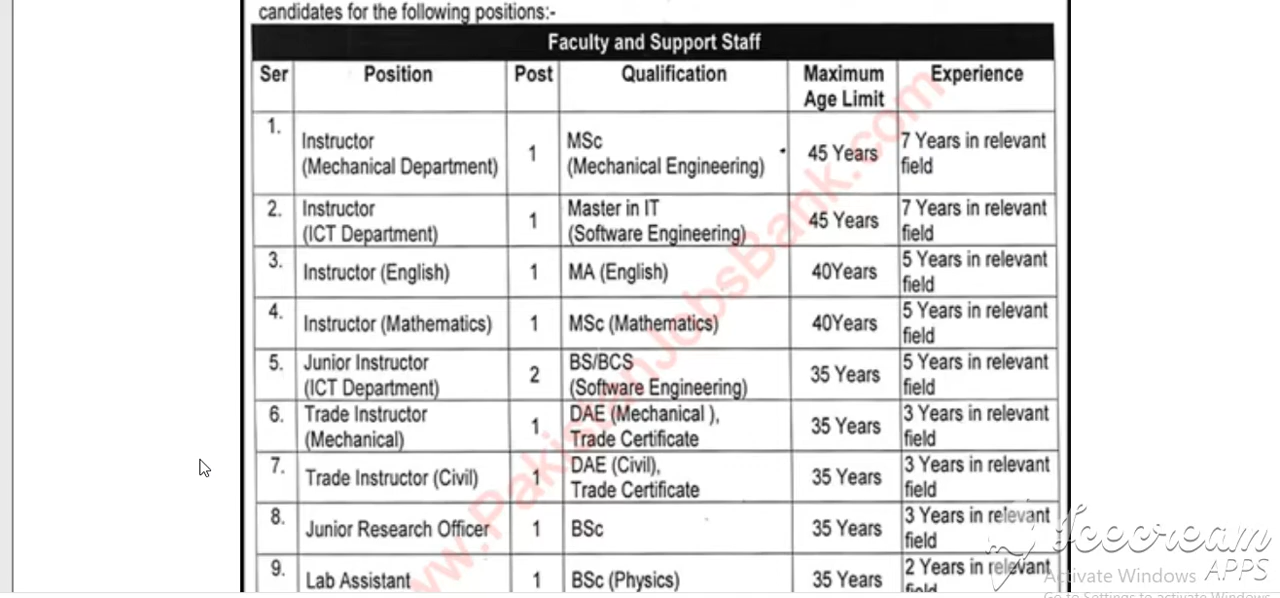 candidates for the following positions:-
Faculty and Support Staff
Ser Position Post Qualification Maximum Age Limit Experience
1. Instructor (Mechanical Department) 1 MSc (Mechanical Engineering) 45 Years 7 Years in relevant field
2. Instructor (ICT Department) 1 Master in IT (Software Engineering) 45 Years 7 Years in relevant field
3. Instructor (English) 1 MA (English) 40Years 5 Years in relevant field
4. Instructor (Mathematics) 1 MSc (Mathematics) 40Years 5 Years in relevant field
5. Junior Instructor (ICT Department) 2 BS/BCS (Software Engineering) 35 Years 5 Years in relevant field
6. Trade Instructor (Mechanical) 1 DAE (Mechanical ), Trade Certificate 35 Years 3 Years in relevant field
7. Trade Instructor (Civil) 1 DAE (Civil), Trade Certificate 35 Years 3 Years in relevant field
8. Junior Research Officer 1 BSc 35 Years 3 Years in relevant field
9. Lab Assistant 1 BSc (Physics) 35 Years 2 Years in relevant field
www.PakistanJobsBank.com
Icecream
APPS
Activate Windows
Go to Settings to activate Windows